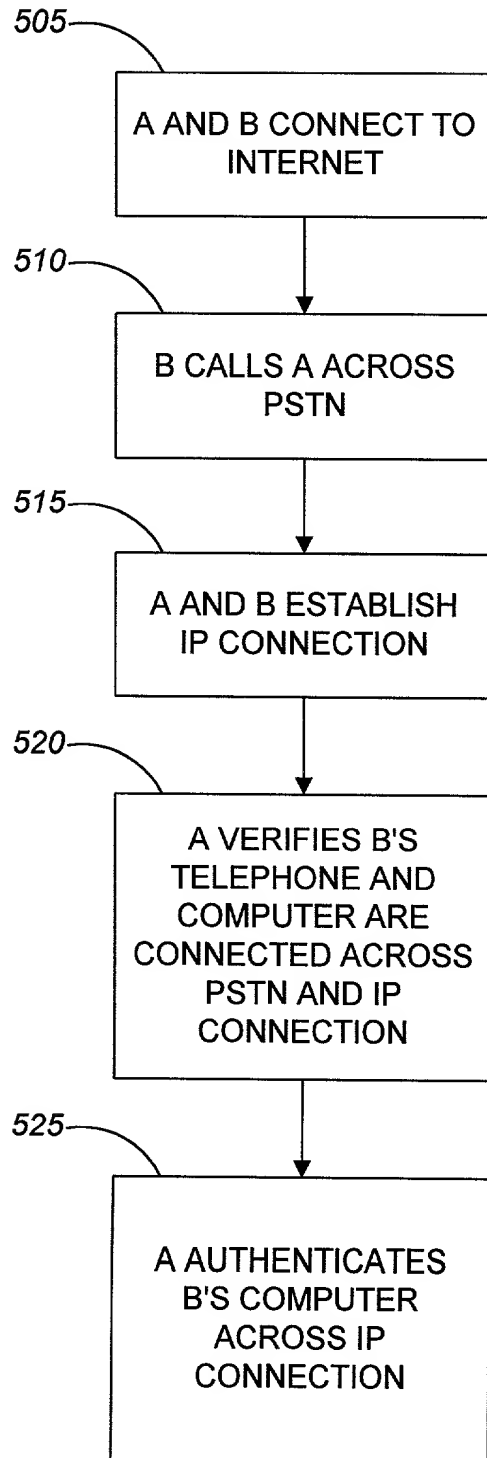 505
A AND B CONNECT TO
INTERNET
510
B CALLS A ACROSS
PSTN
515
A AND B ESTABLISH
IP CONNECTION
520
A VERIFIES B'S
TELEPHONE AND
COMPUTER ARE
CONNECTED ACROSS
PSTN AND IP
CONNECTION
525
A AUTHENTICATES
B'S COMPUTER
ACROSS IP
CONNECTION